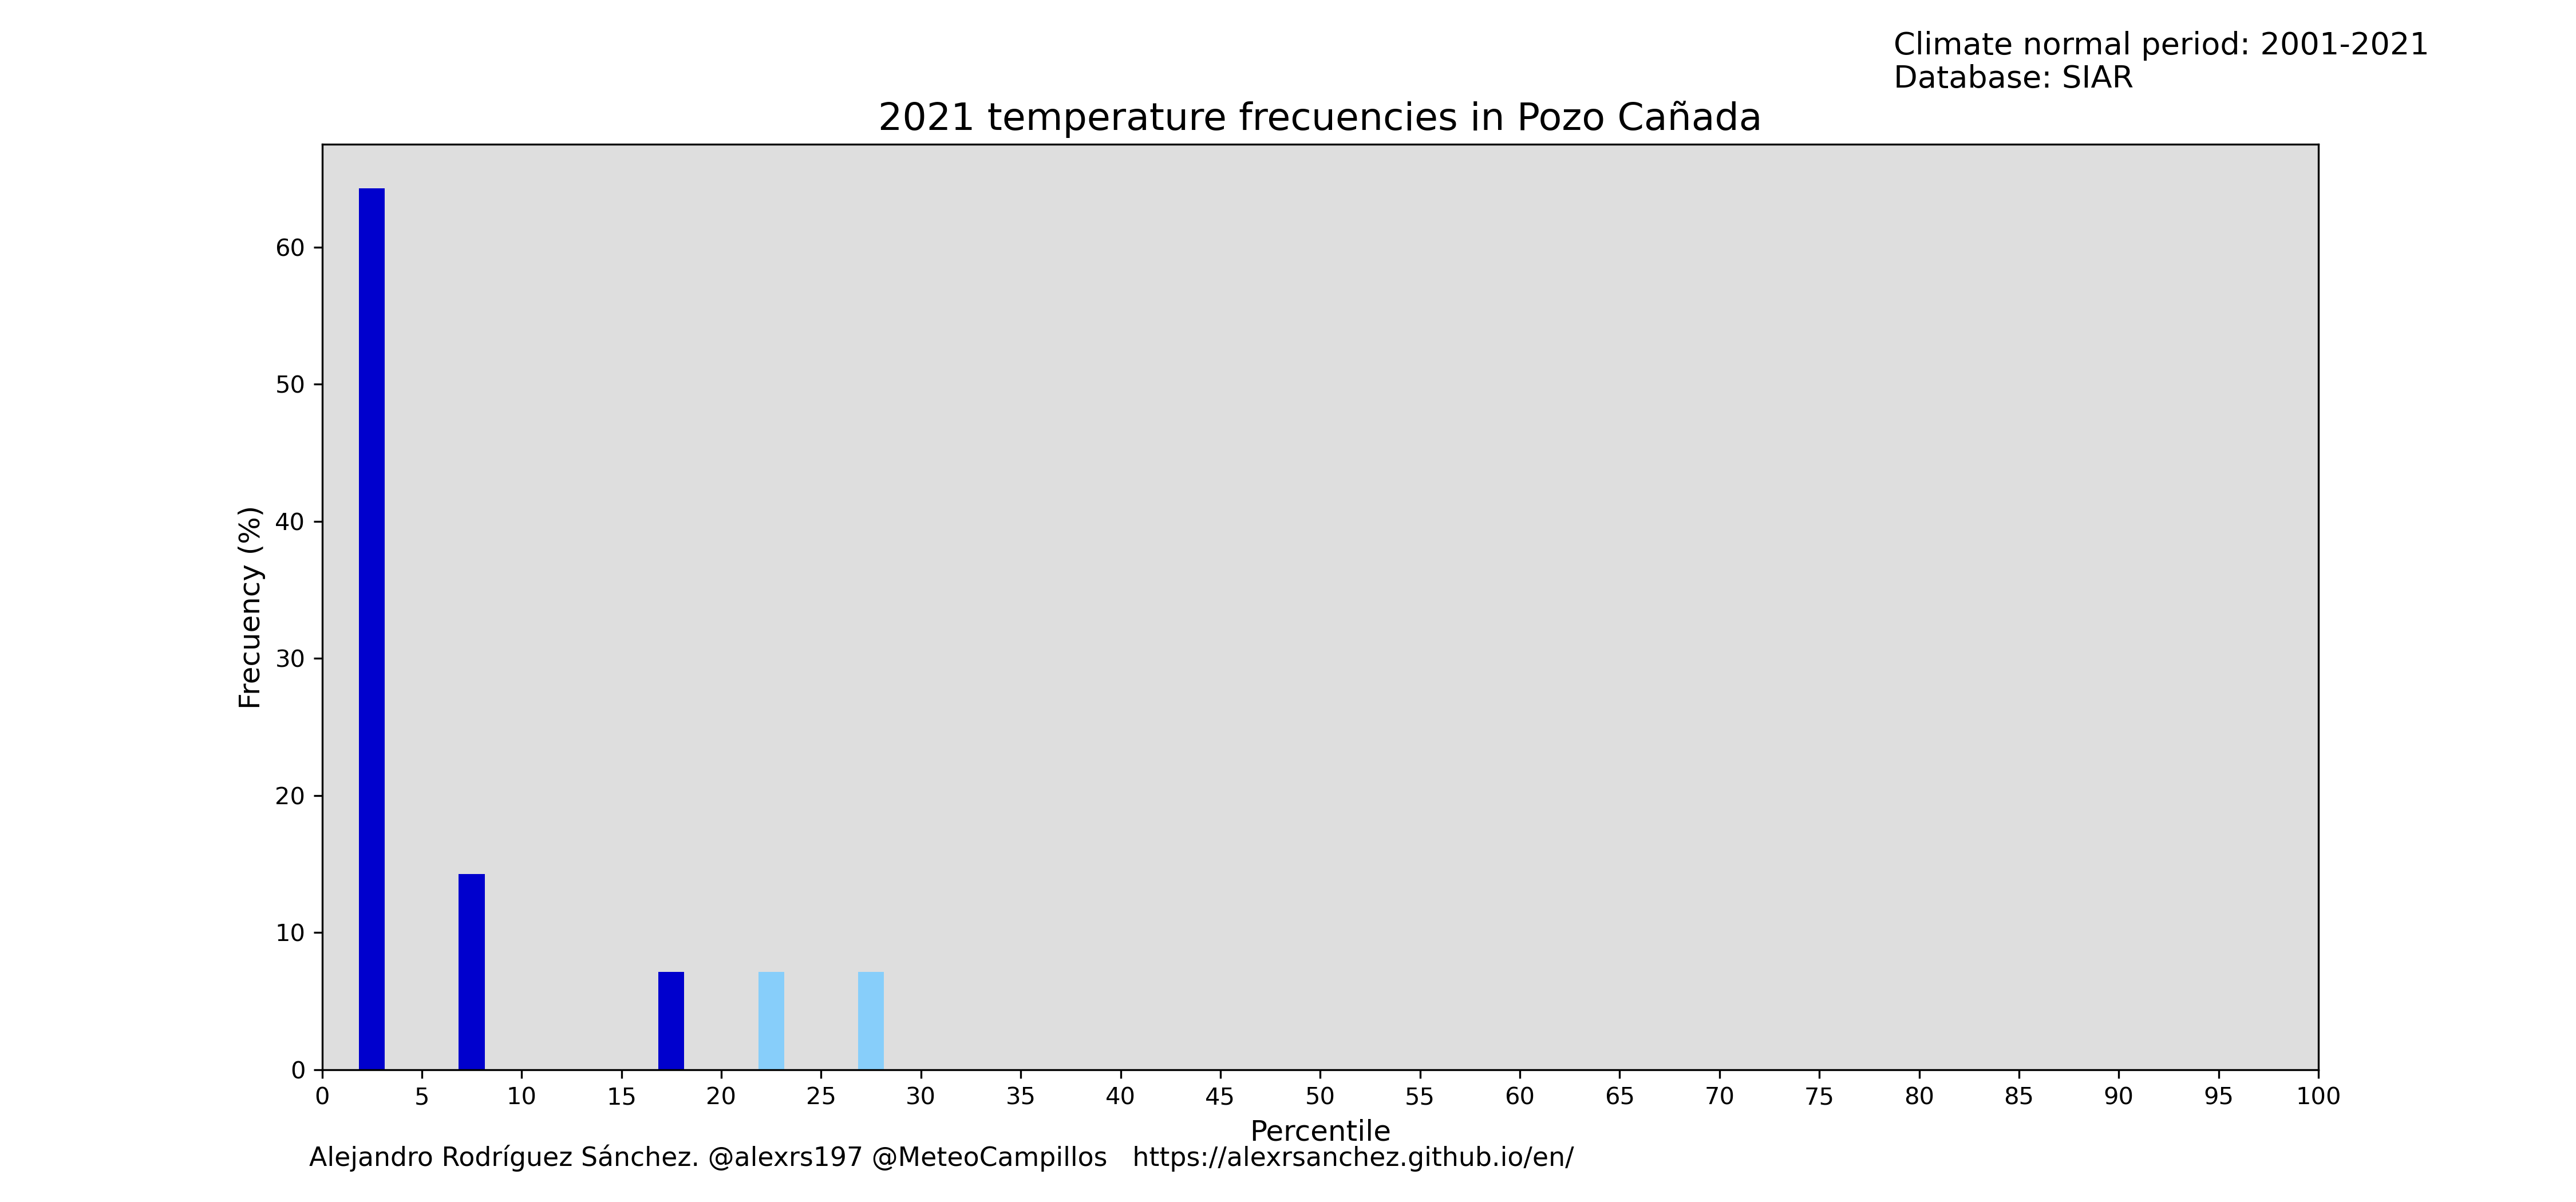 Climate normal period: 2001-2021
Database: SIAR
2021 temperature frecuencies in Pozo Cañada
Frecuency (%)
60
50
40
30
20
10
0
0 5 10 15 20 25 30 35 40 45 50 55 60 65 70 75 80 85 90 95 100
Percentile
Alejandro Rodríguez Sánchez. @alexrs197 @MeteoCampillos https://alexrsanchez.github.io/en/